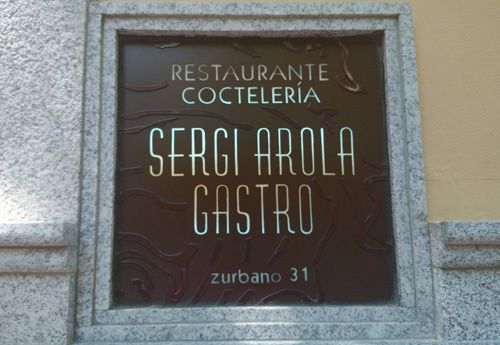 RESTAURANTE
COCTELERÍA
SERGI AROLA
GASTRO
zurbano 31